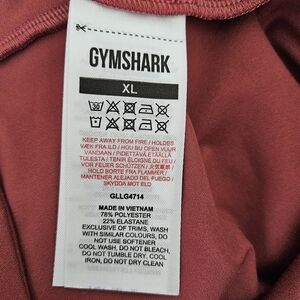 GYMSHARK
XL
KEEP AWAY FROM FIRE / HOLDES
VÆK FRA ILD / HOU BIJ OPEN VUUR
VANDAAN / PIDETTÄVÄ ETÄÄLLÄ
TULESTA / TENIR ÉLOIGNÉ DU FEU /
VOR FEUER SCHÜTZEN /
HOLD BORTE FRA FLAMMER /
MANTENER ALEJADO DEL FUEGO /
SKYDDA MOT ELD
GLLG4714
MADE IN VIETNAM
78% POLYESTER
22% ELASTANE
EXCLUSIVE OF TRIMS, WASH
WITH SIMILAR COLOURS, DO
NOT USE SOFTENER
COOL WASH, DO NOT BLEACH,
DO NOT TUMBLE DRY, COOL
IRON, DO NOT DRY CLEAN